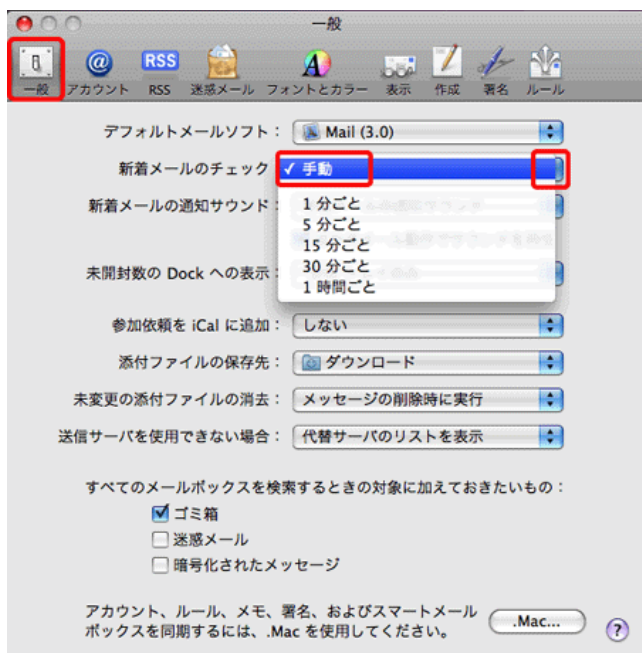 一般
RSS
一般 アカウント RSS 迷惑メール フォントとカラー 表示 作成 署名 ルール
デフォルトメールソフト： Mail (3.0)
新着メールのチェック ✓ 手動
1 分ごと
新着メールの通知サウンド：
5 分ごと
15 分ごと
30 分ごと
未開封数の Dock への表示：
1 時間ごと
参加依頼を iCal に追加： しない
添付ファイルの保存先： ダウンロード
未変更の添付ファイルの消去： メッセージの削除時に実行
送信サーバを使用できない場合： 代替サーバのリストを表示
すべてのメールボックスを検索するときの対象に加えておきたいもの：
ゴミ箱
迷惑メール
暗号化されたメッセージ
アカウント、ルール、メモ、署名、およびスマートメール
ボックスを同期するには、.Mac を使用してください。 .Mac... ?